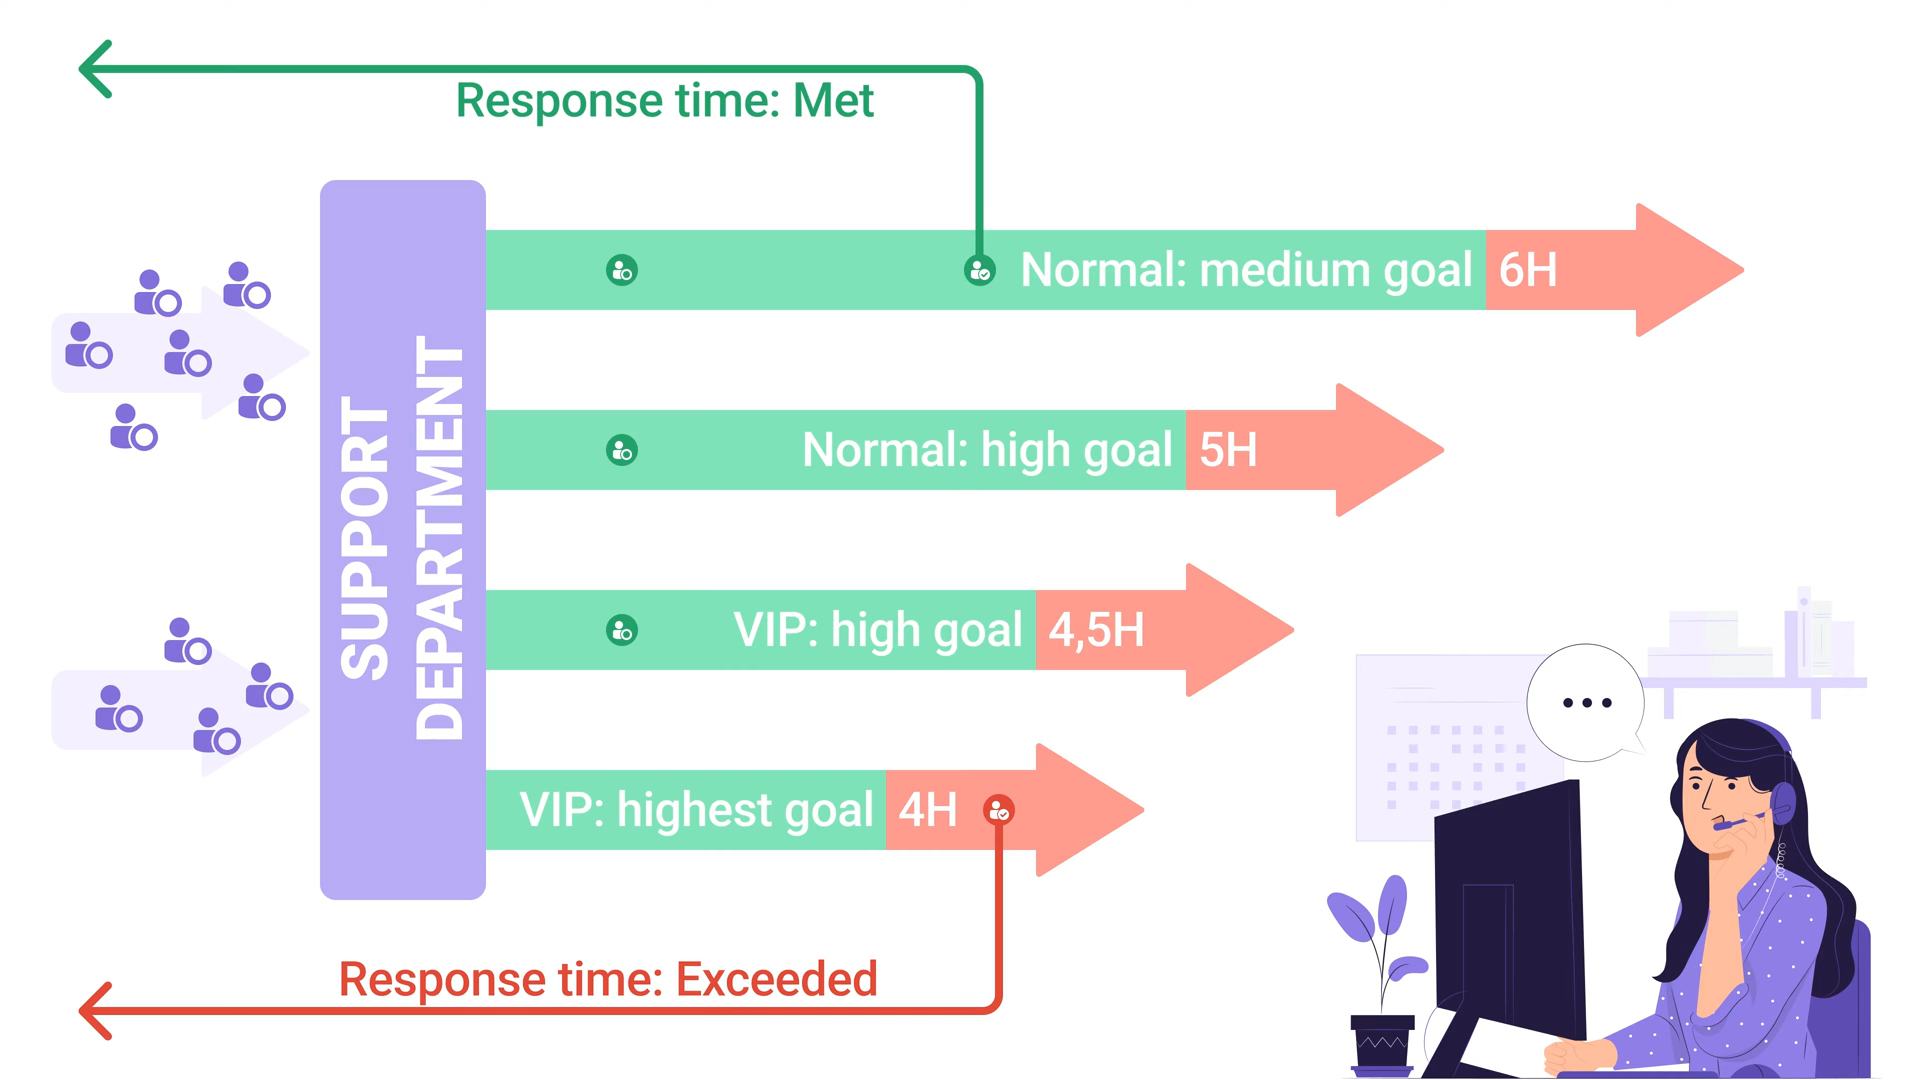 Response time: Met
SUPPORT
DEPARTMENT
Normal: medium goal 6H
Normal: high goal 5H
VIP: high goal 4,5H
VIP: highest goal 4H
Response time: Exceeded